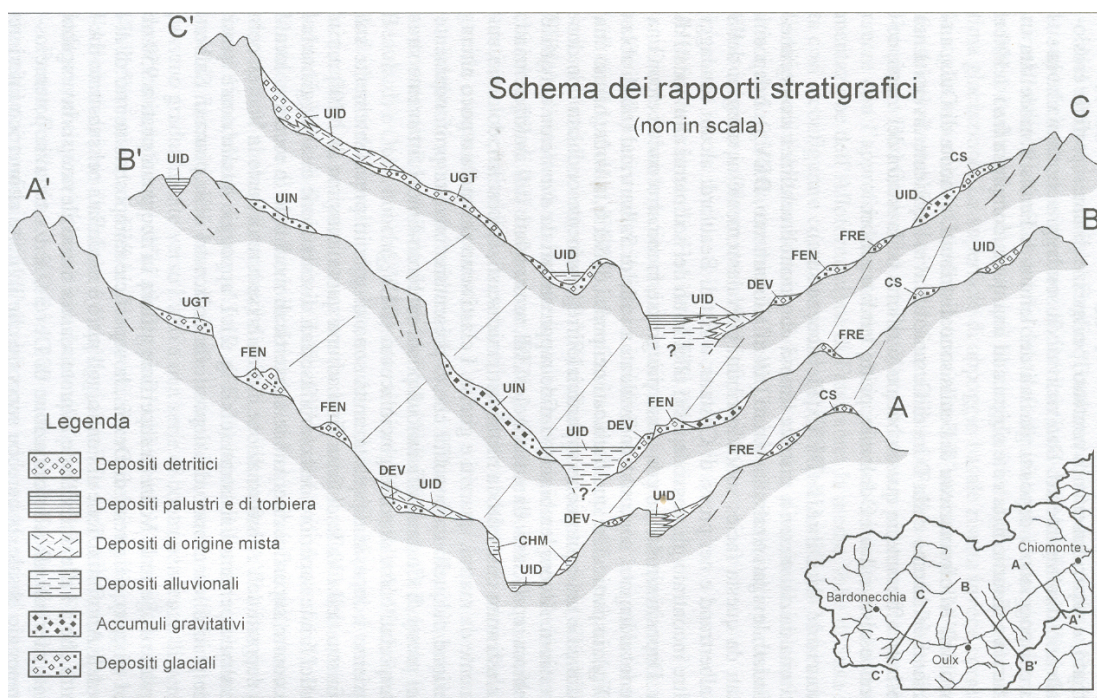 C'
Schema dei rapporti stratigrafici
(non in scala)
C
B'
UID
UID
CS
A'
UIN
UGT
UID
B
FRE
UID
FEN
UID
DEV
UGT
UID
CS
?
FEN
FRE
UIN
FEN
DEV
UID
CS
A
FEN
?
FRE
DEV
UID
UID
DEV
CHM
UID
Legenda
Depositi detritici
Depositi palustri e di torbiera
Depositi di origine mista
Depositi alluvionali
Accumuli gravitativi
Depositi glaciali
Chiomonte
A
Bardonecchia
C
B
A'
Oulx
B'
C'